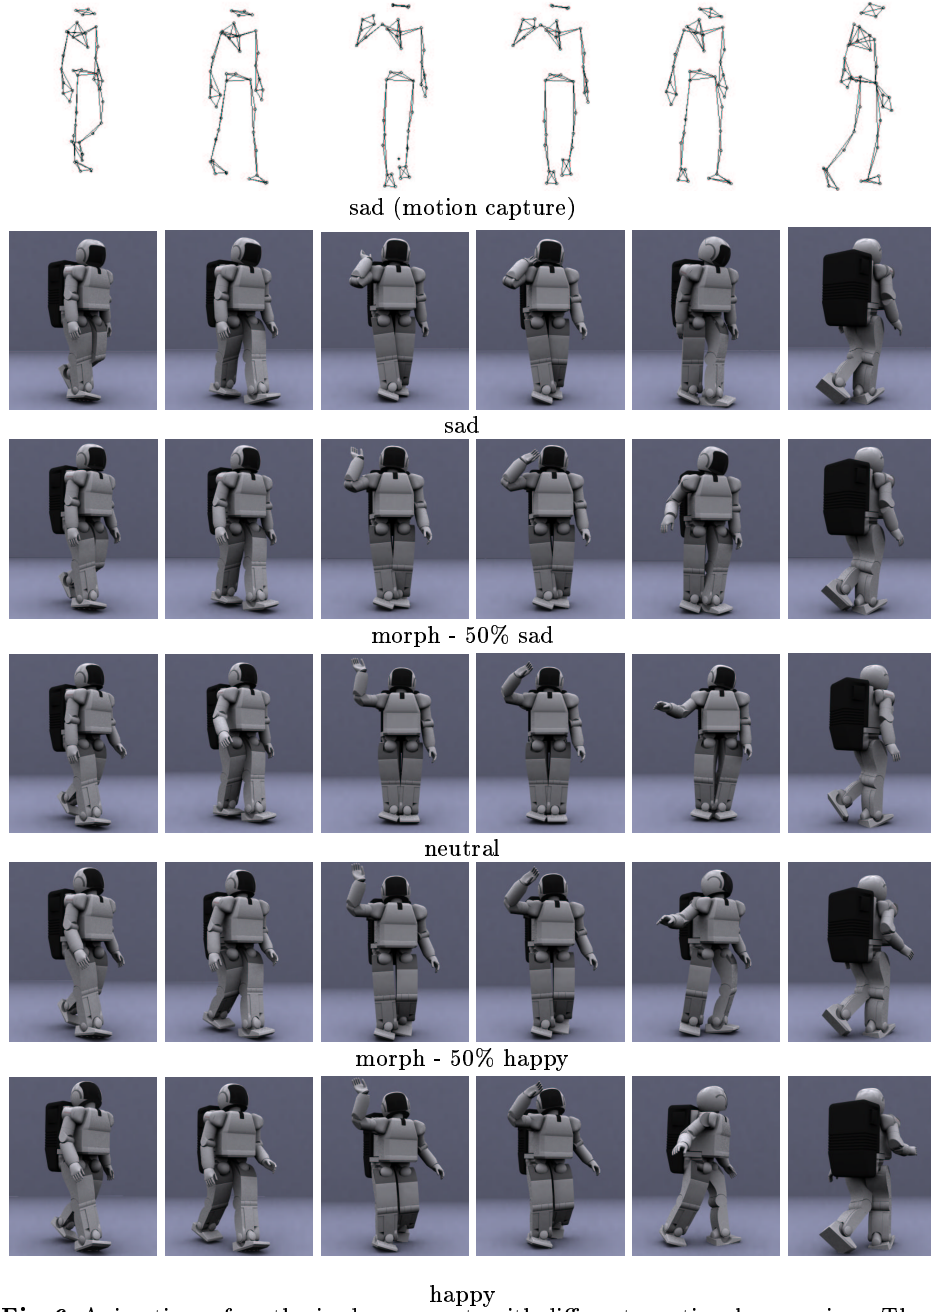 sad (motion capture)
sad
morph - 50% sad
neutral
morph - 50% happy
happy